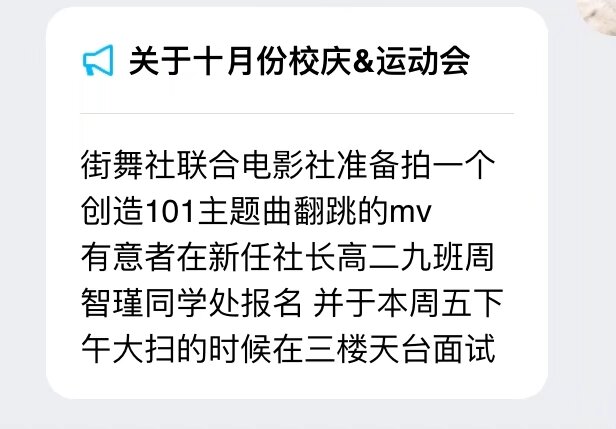 关于十月份校庆&运动会
街舞社联合电影社准备拍一个
创造101主题曲翻跳的mv
有意者在新任社长高二九班周
智瑾同学处报名 并于本周五下
午大扫的时候在三楼天台面试